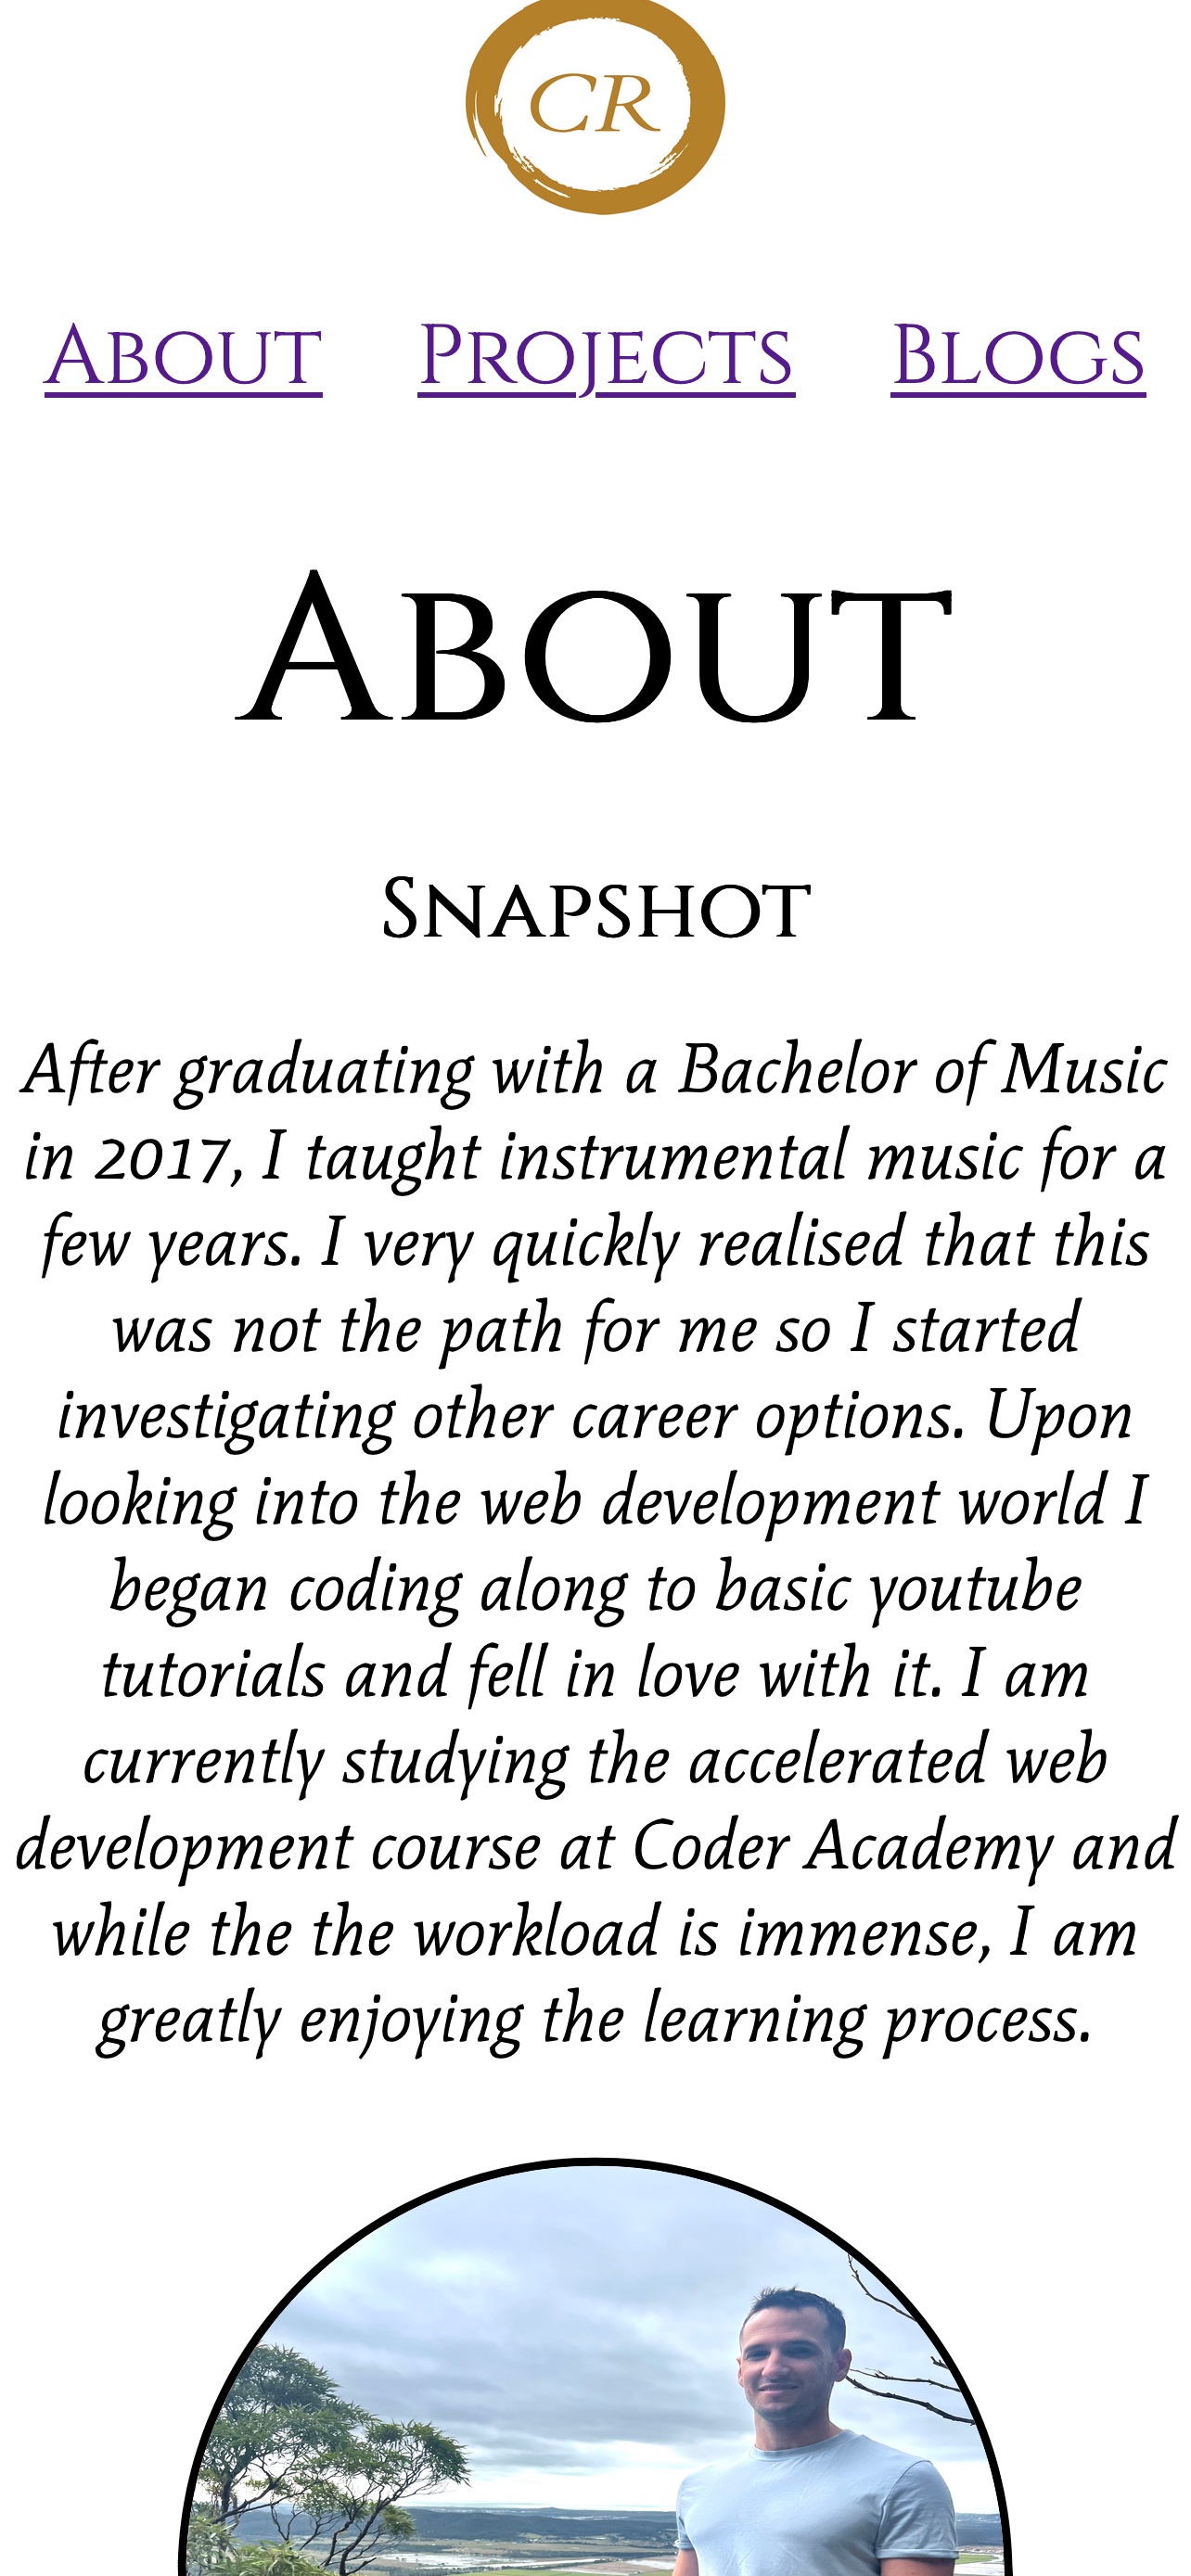 CR
About Projects Blogs
About
Snapshot
After graduating with a Bachelor of Music
in 2017, I taught instrumental music for a
few years. I very quickly realised that this
was not the path for me so I started
investigating other career options. Upon
looking into the web development world I
began coding along to basic youtube
tutorials and fell in love with it. I am
currently studying the accelerated web
development course at Coder Academy and
while the the workload is immense, I am
greatly enjoying the learning process.